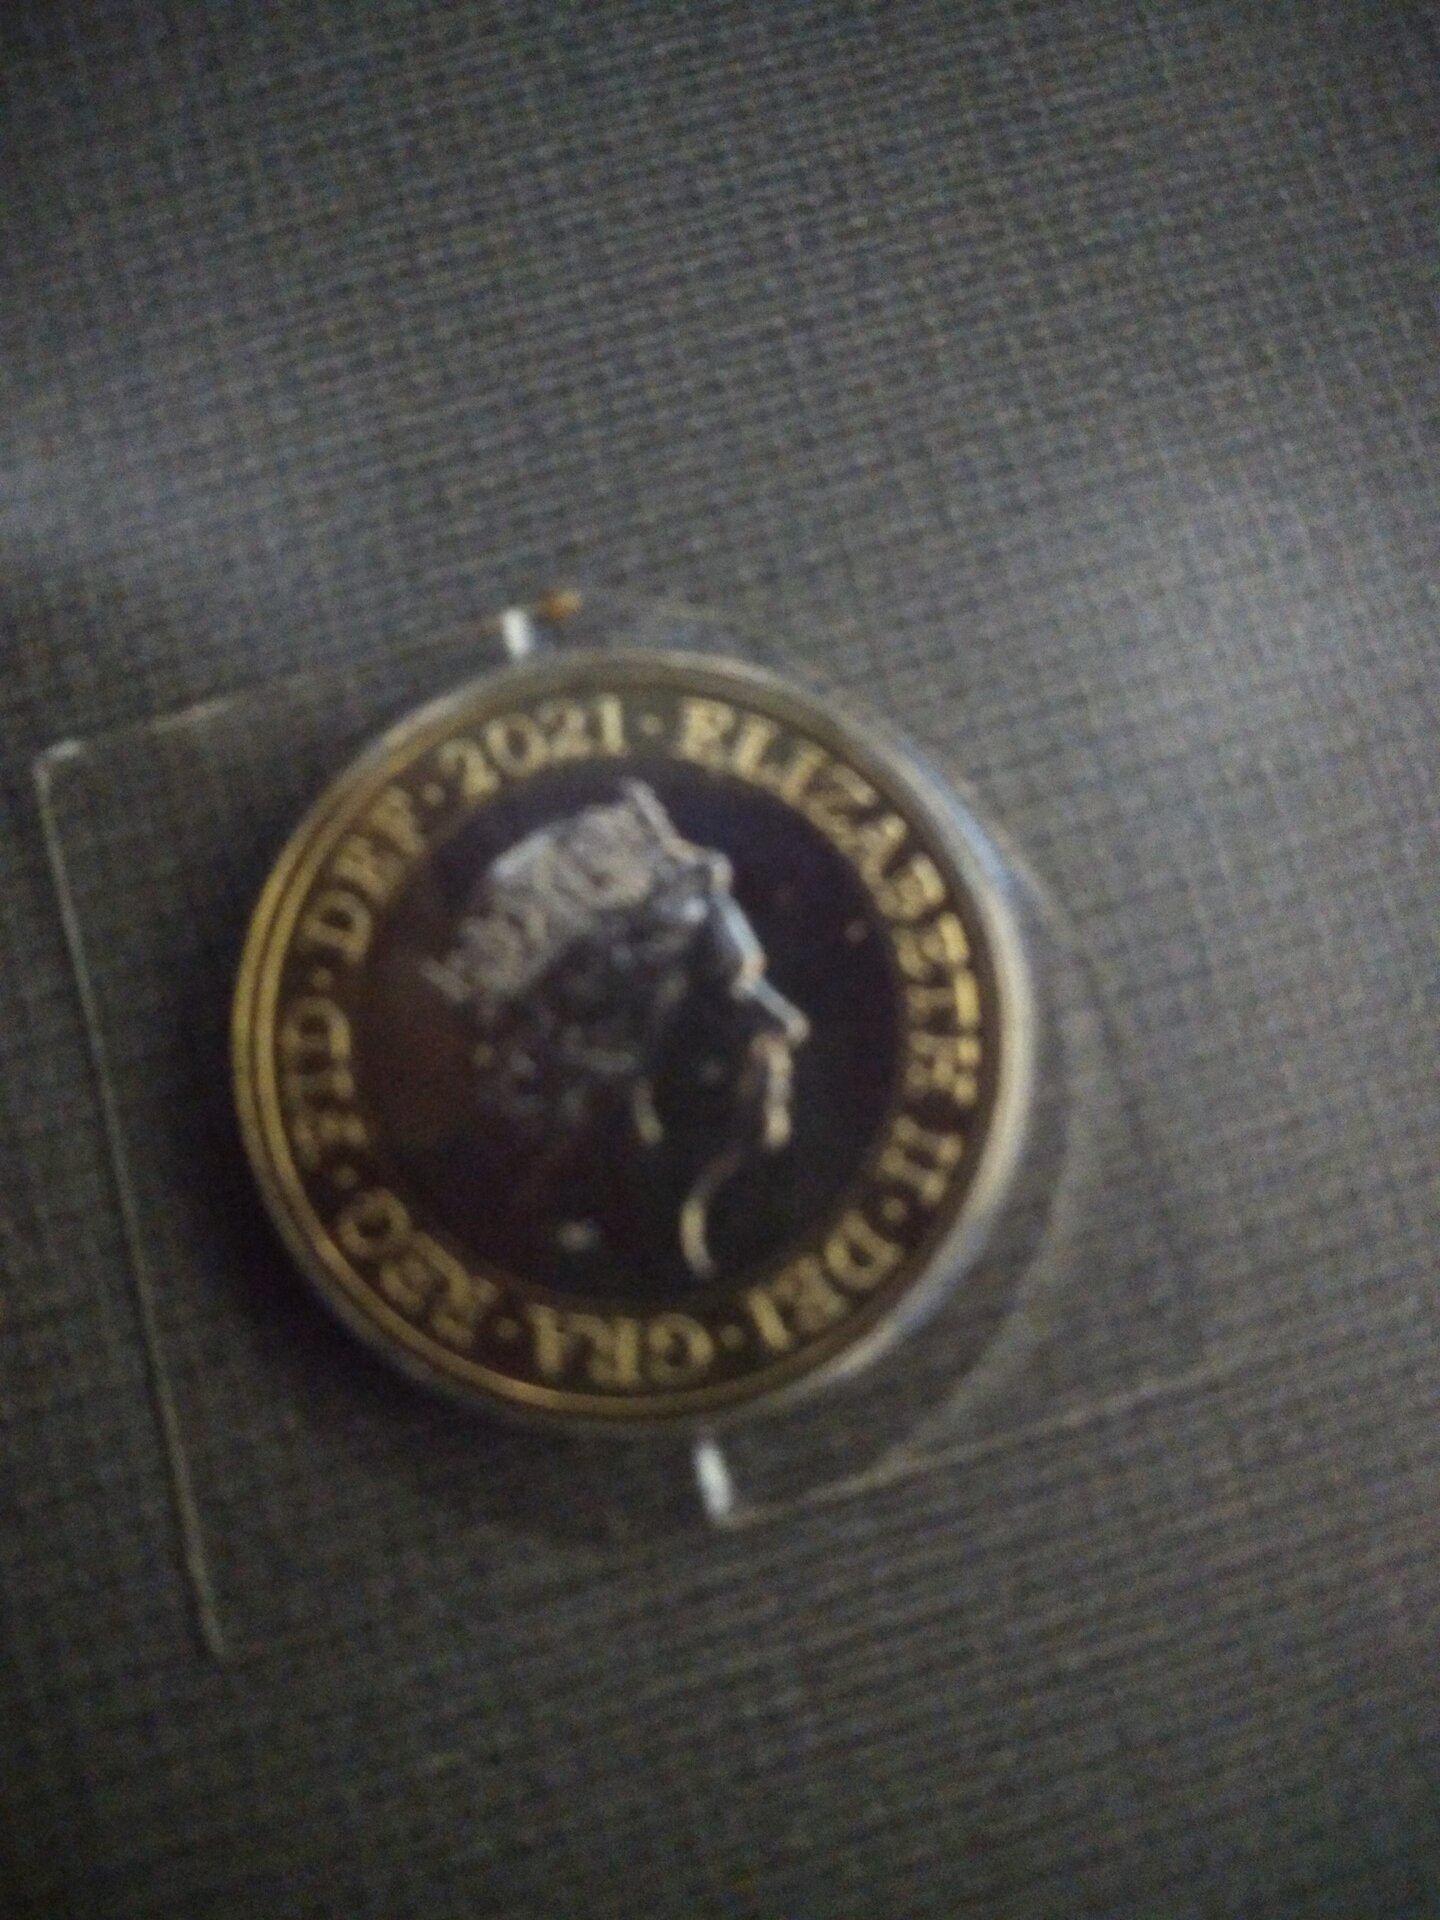 ELIZABETH II · DEI · GRA · REG · FID · DEF · 2021 ·